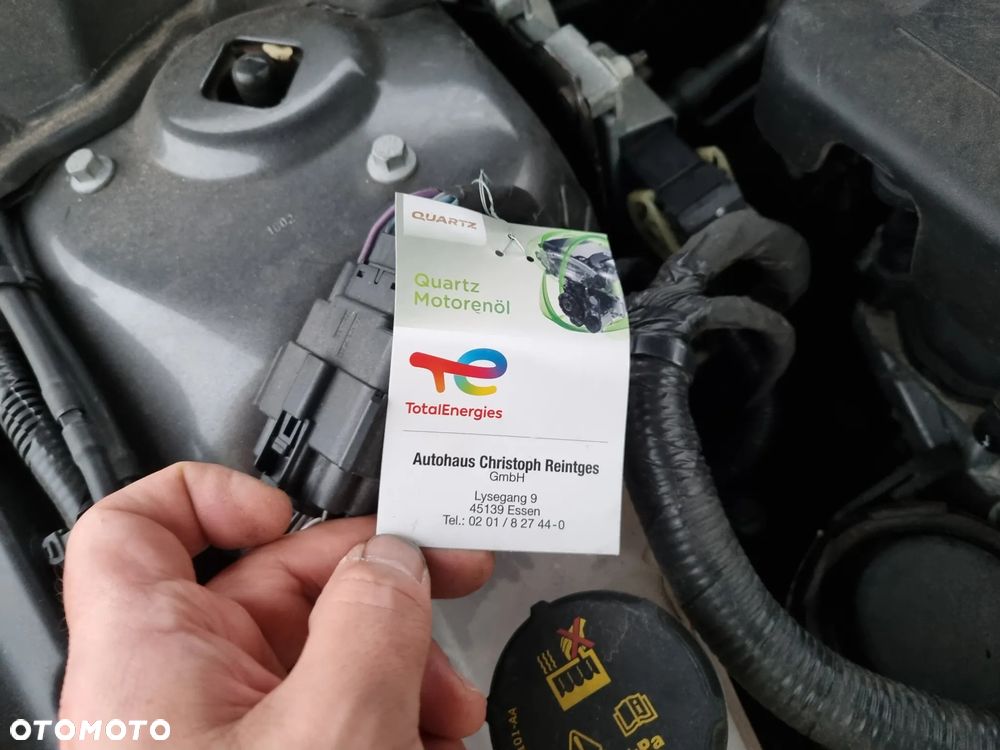 1602
QUARTZ
Quartz
Motorenöl
TotalEnergies
Autohaus Christoph Reintges
GmbH
Lysegang 9
45139 Essen
Tel.: 02 01 / 8 27 44-0
OTOMOTO